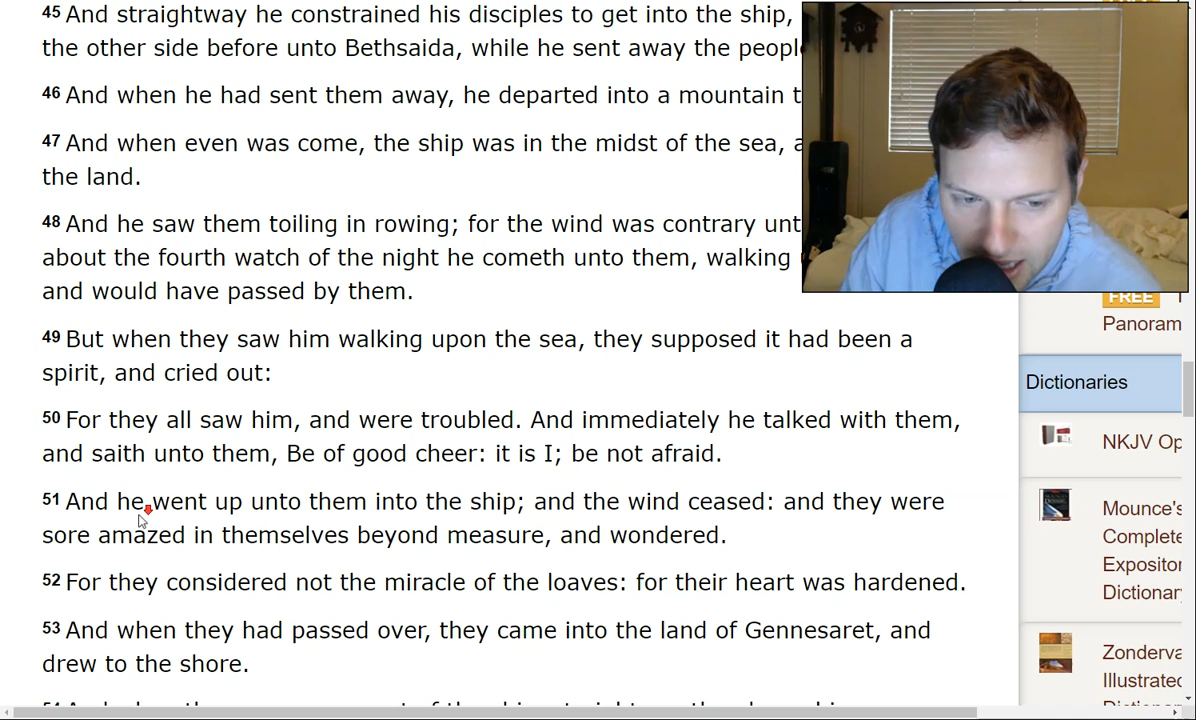 45 And straightway he constrained his disciples to get into the ship,
the other side before unto Bethsaida, while he sent away the people
46 And when he had sent them away, he departed into a mountain
47 And when even was come, the ship was in the midst of the sea,
the land.
48 And he saw them toiling in rowing; for the wind was contrary
about the fourth watch of the night he cometh unto them, walking
and would have passed by them.
FREE
Panoram
49 But when they saw him walking upon the sea, they supposed it had been a
spirit, and cried out:
Dictionaries
50 For they all saw him, and were troubled. And immediately he talked with them,
and saith unto them, Be of good cheer: it is I; be not afraid.
NKJV Op
51 And he went up unto them into the ship; and the wind ceased: and they were
sore amazed in themselves beyond measure, and wondered.
Mounce's
Complete
Expositor
Dictionar
52 For they considered not the miracle of the loaves: for their heart was hardened.
53 And when they had passed over, they came into the land of Gennesaret, and
drew to the shore.
Zonderva
Illustrated